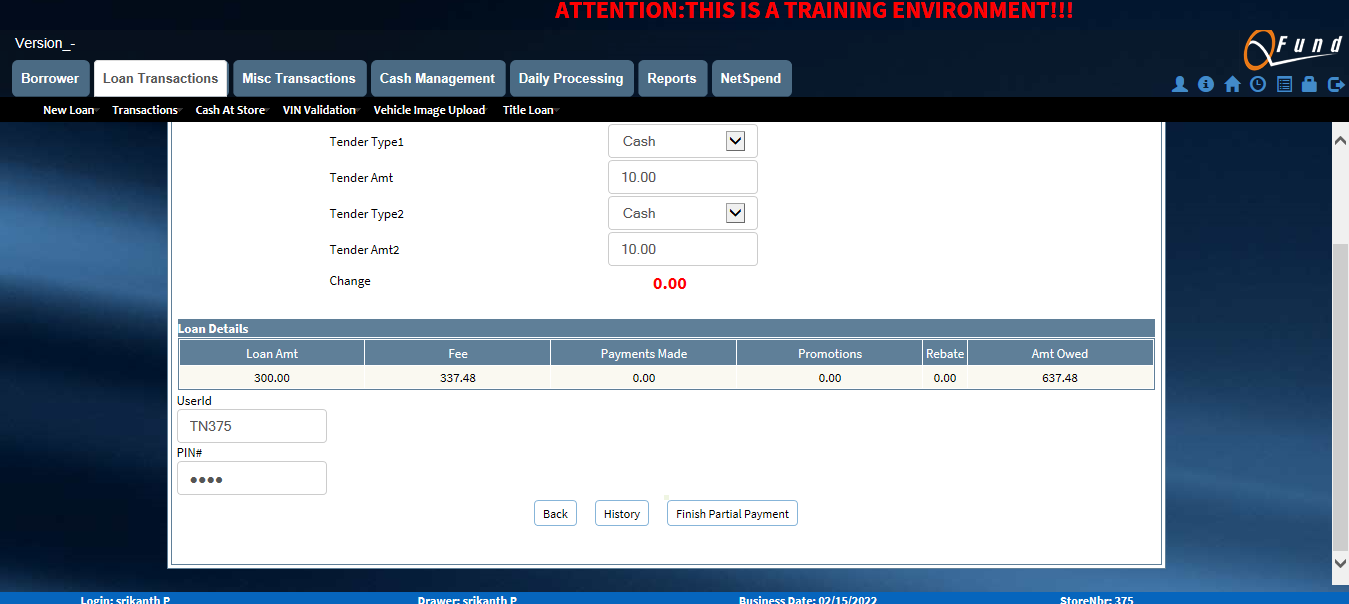 ATTENTION:THIS IS A TRAINING ENVIRONMENT!!!
Version_-
QFund
Borrower Loan Transactions Misc Transactions Cash Management Daily Processing Reports NetSpend
New Loan Transactions Cash At Store VIN Validation Vehicle Image Upload Title Loan
Tender Type1 Cash
Tender Amt 10.00
Tender Type2 Cash
Tender Amt2 10.00
Change 0.00
Loan Details
Loan Amt Fee Payments Made Promotions Rebate Amt Owed
300.00 337.48 0.00 0.00 0.00 637.48
UserId
TN375
PIN#
••••
Back History Finish Partial Payment
Login: srikanth P Drawer: srikanth P Business Date: 02/15/2022 StoreNbr: 375